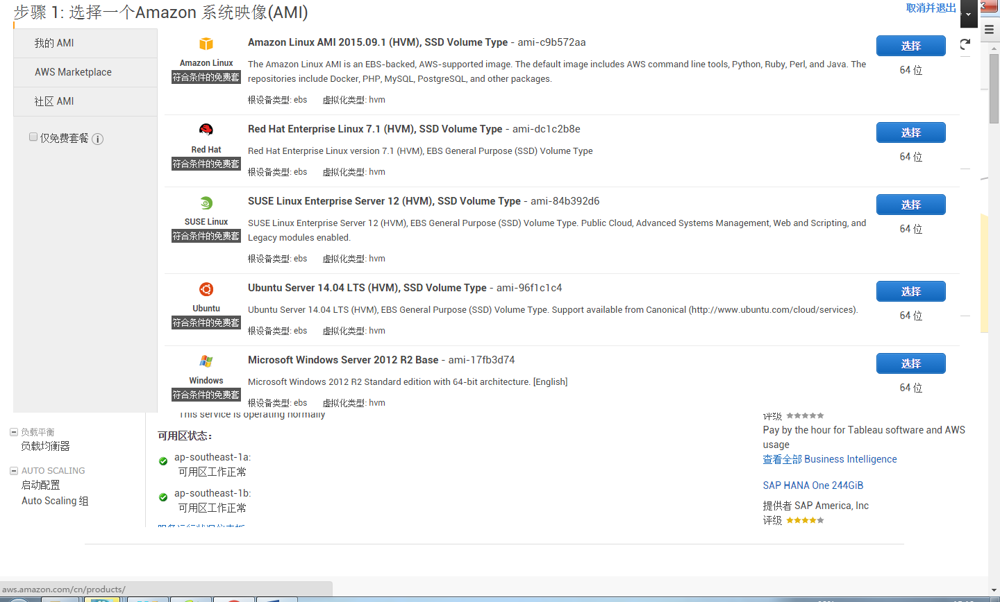 步骤 1: 选择一个Amazon 系统映像(AMI)
取消并退出
我的 AMI
AWS Marketplace
社区 AMI
仅免费套餐
Amazon Linux
符合条件的免费套
Amazon Linux AMI 2015.09.1 (HVM), SSD Volume Type - ami-c9b572aa
The Amazon Linux AMI is an EBS-backed, AWS-supported image. The default image includes AWS command line tools, Python, Ruby, Perl, and Java. The
repositories include Docker, PHP, MySQL, PostgreSQL, and other packages.
根设备类型: ebs 虚拟化类型: hvm
选择
64 位
Red Hat
符合条件的免费套
Red Hat Enterprise Linux 7.1 (HVM), SSD Volume Type - ami-dc1c2b8e
Red Hat Enterprise Linux version 7.1 (HVM), EBS General Purpose (SSD) Volume Type
根设备类型: ebs 虚拟化类型: hvm
选择
64 位
SUSE Linux
符合条件的免费套
SUSE Linux Enterprise Server 12 (HVM), SSD Volume Type - ami-84b392d6
SUSE Linux Enterprise Server 12 (HVM), EBS General Purpose (SSD) Volume Type. Public Cloud, Advanced Systems Management, Web and Scripting, and
Legacy modules enabled.
根设备类型: ebs 虚拟化类型: hvm
选择
64 位
Ubuntu
符合条件的免费套
Ubuntu Server 14.04 LTS (HVM), SSD Volume Type - ami-96f1c1c4
Ubuntu Server 14.04 LTS (HVM), EBS General Purpose (SSD) Volume Type. Support available from Canonical (http://www.ubuntu.com/cloud/services).
根设备类型: ebs 虚拟化类型: hvm
选择
64 位
Windows
符合条件的免费套
Microsoft Windows Server 2012 R2 Base - ami-17fb3d74
Microsoft Windows 2012 R2 Standard edition with 64-bit architecture. [English]
根设备类型: ebs 虚拟化类型: hvm
选择
64 位
负载平衡
负载均衡器
AUTO SCALING
启动配置
Auto Scaling 组
This service is operating normally
可用区状态：
ap-southeast-1a:
可用区工作正常
ap-southeast-1b:
可用区工作正常
评级
Pay by the hour for Tableau software and AWS
usage
查看全部 Business Intelligence
SAP HANA One 244GiB
提供者 SAP America, Inc
评级
aws.amazon.com/cn/products/